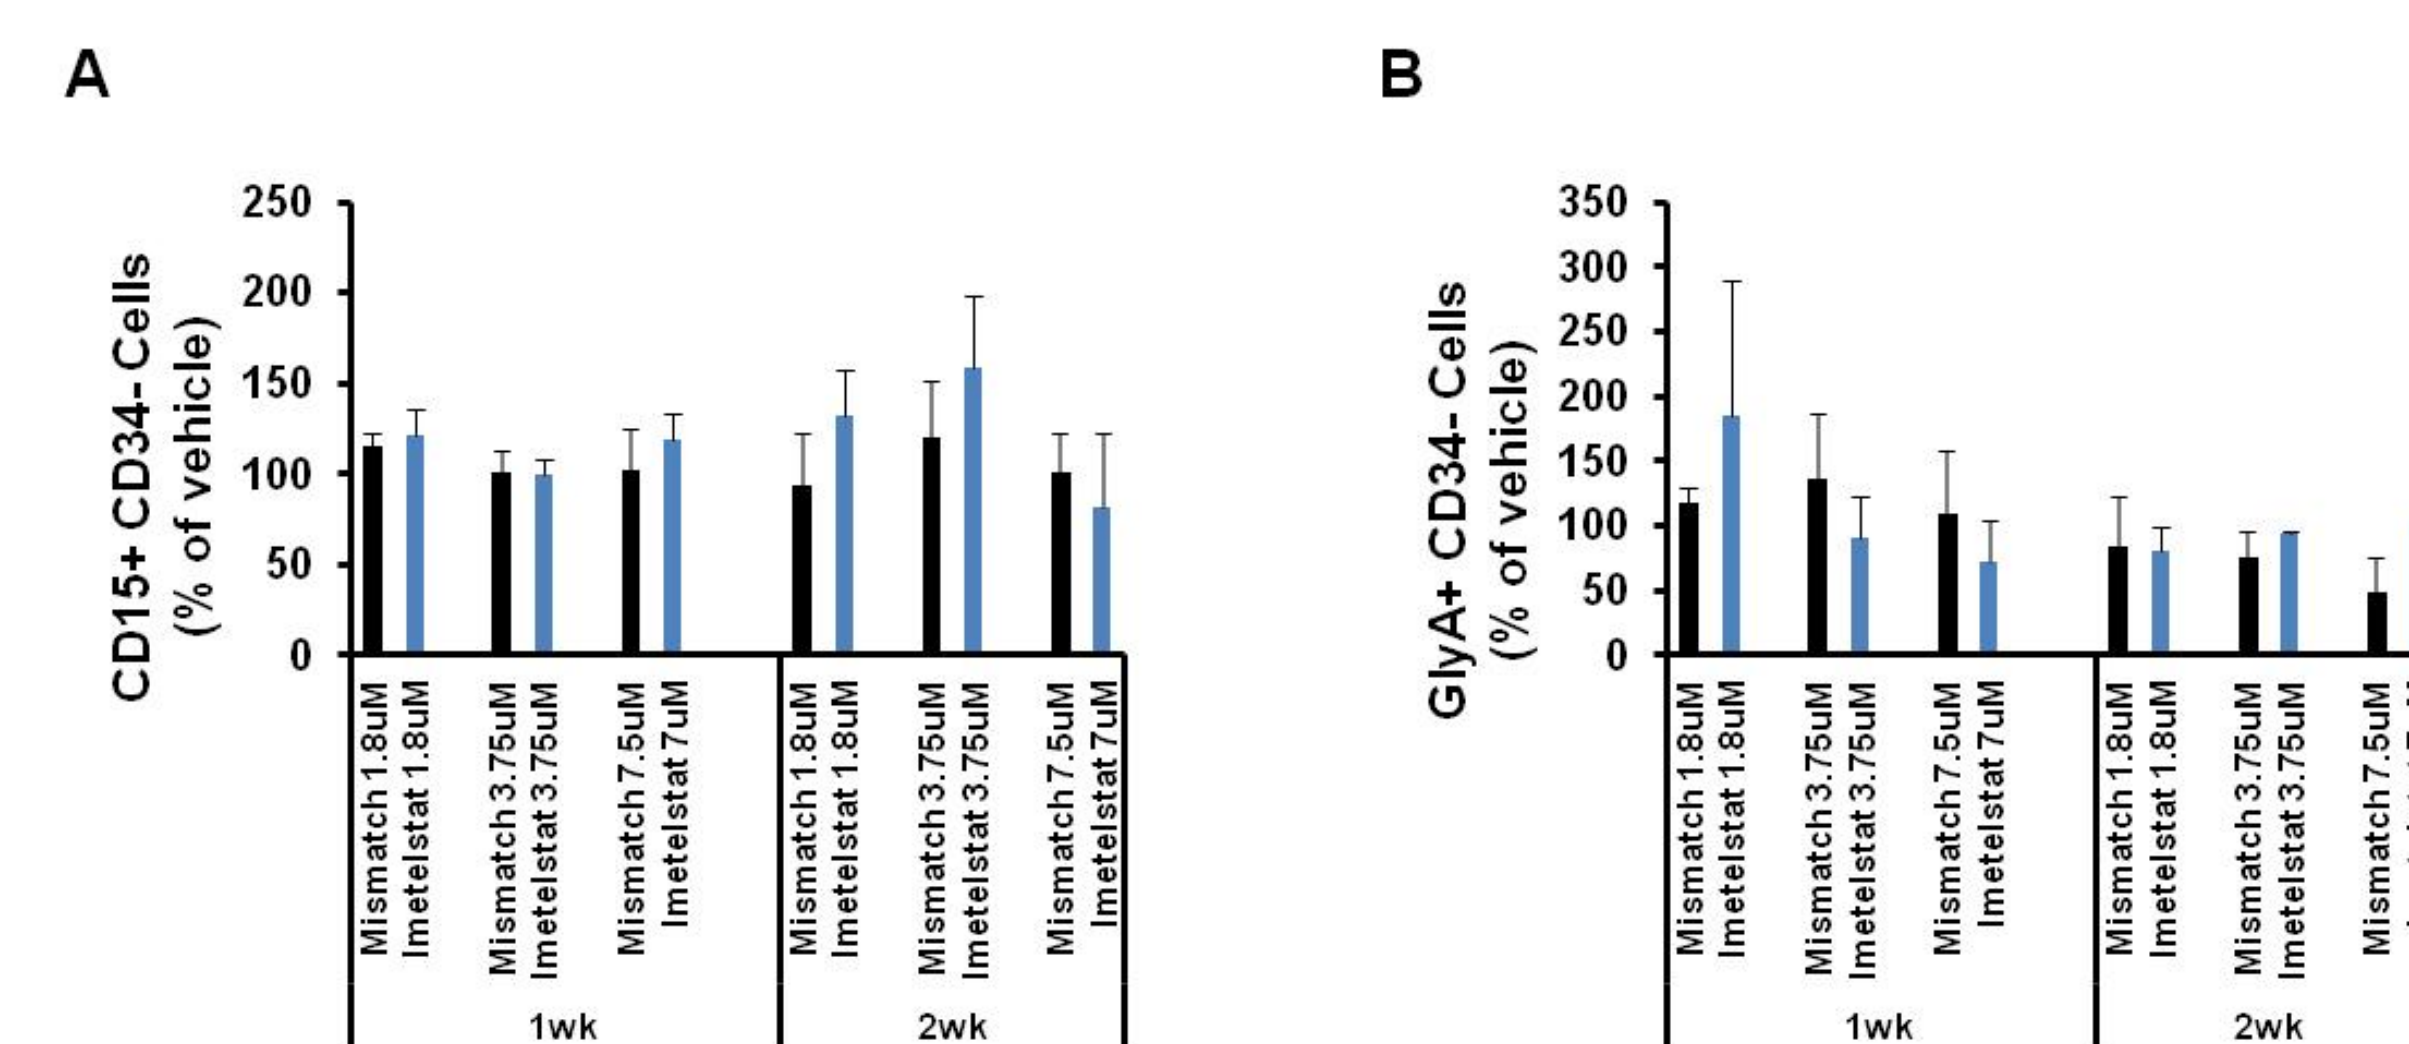 A
250
200
150
100
50
0
CD15+ CD34- Cells
(% of vehicle)
Mismatch 1.8uM
Imetelstat 1.8uM
Mismatch 3.75uM
Imetelstat 3.75uM
Mismatch 7.5uM
Imetelstat 7uM
Mismatch 1.8uM
Imetelstat 1.8uM
Mismatch 3.75uM
Imetelstat 3.75uM
Mismatch 7.5uM
Imetelstat 7uM
1wk
2wk
B
350
300
250
200
150
100
50
0
GlyA+ CD34- Cells
(% of vehicle)
Mismatch 1.8uM
Imetelstat 1.8uM
Mismatch 3.75uM
Imetelstat 3.75uM
Mismatch 7.5uM
Imetelstat 7uM
Mismatch 1.8uM
Imetelstat 1.8uM
Mismatch 3.75uM
Imetelstat 3.75uM
Mismatch 7.5uM
1wk
2wk